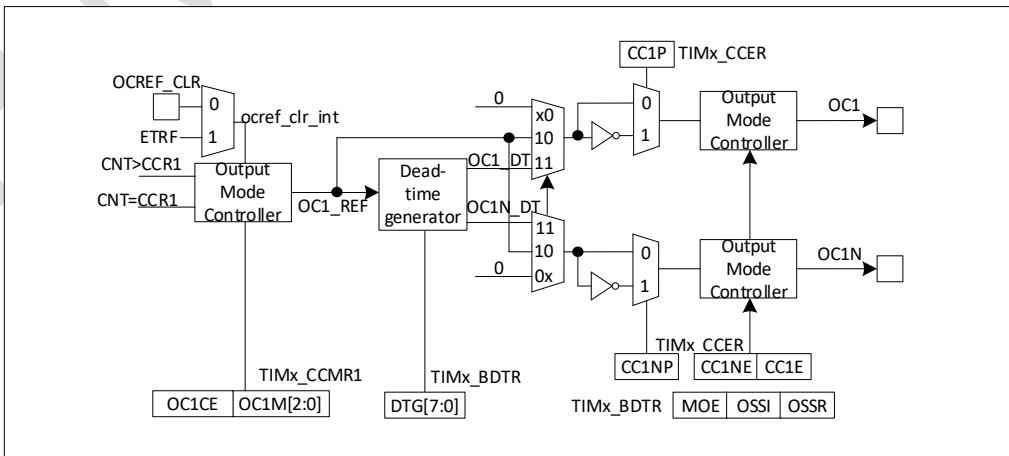 CC1P TIMx_CCER
OCREF_CLR
0
1
ocref_clr_int
ETRF
CNT>CCR1
CNT=CCR1
Output
Mode
Controller
OC1_REF
Dead-
time
generator
OC1_DT
OC1N_DT
0
x0
10
11
11
10
0x
0
0
1
Output
Mode
Controller
OC1
0
1
Output
Mode
Controller
OC1N
TIMx_CCER
CC1NP CC1NE CC1E
TIMx_CCMR1
OC1CE OC1M[2:0]
TIMx_BDTR
DTG[7:0]
TIMx_BDTR MOE OSSI OSSR